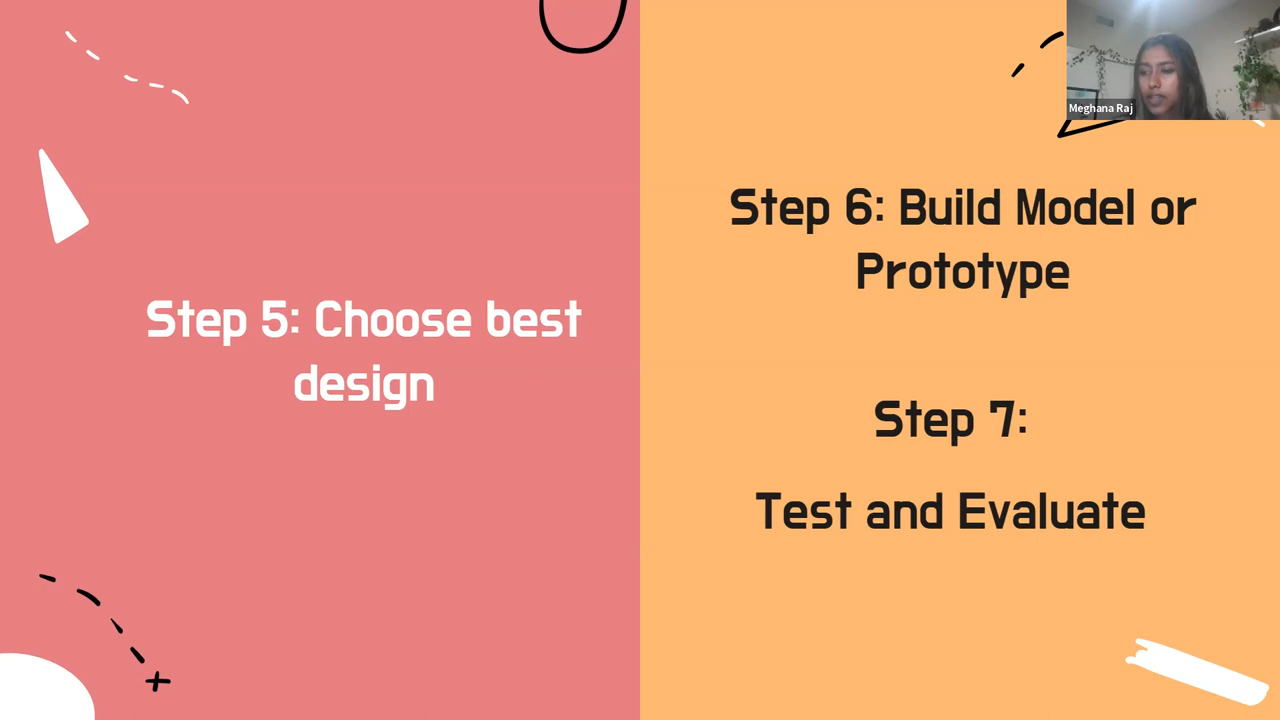 Step 5: Choose best
design
Step 6: Build Model or
Prototype
Step 7:
Test and Evaluate
Meghana Raj